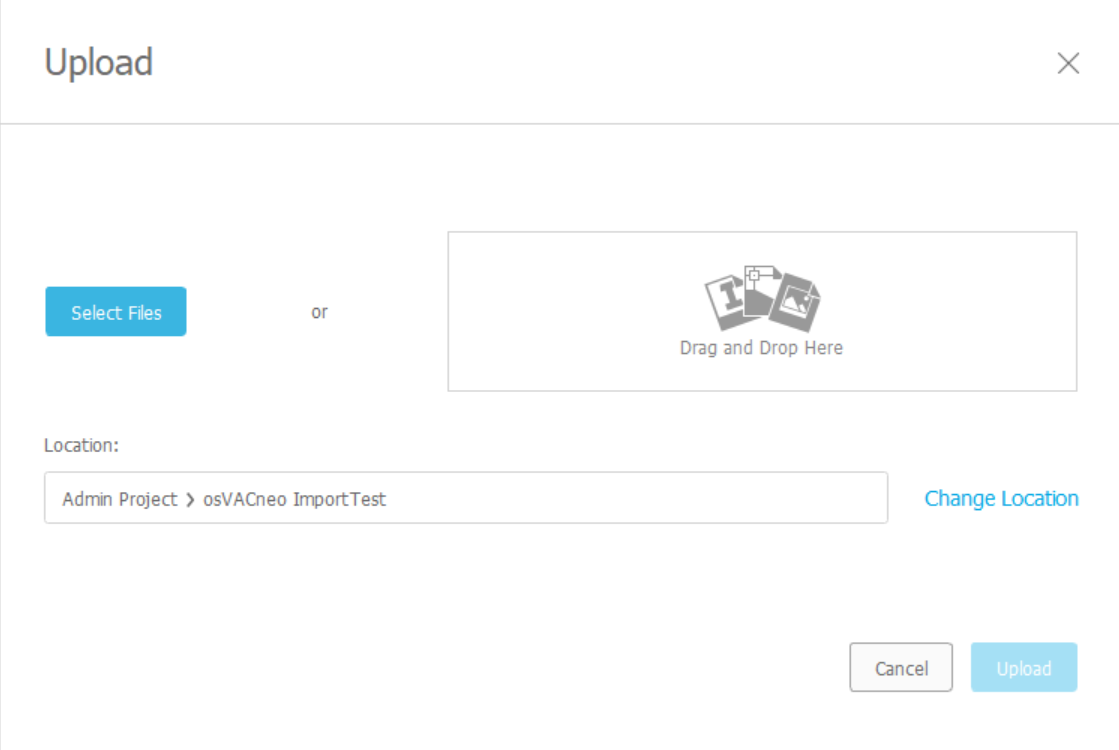 Upload
Select Files
or
Drag and Drop Here
Location:
Admin Project > osVACneo ImportTest
Change Location
Cancel
Upload